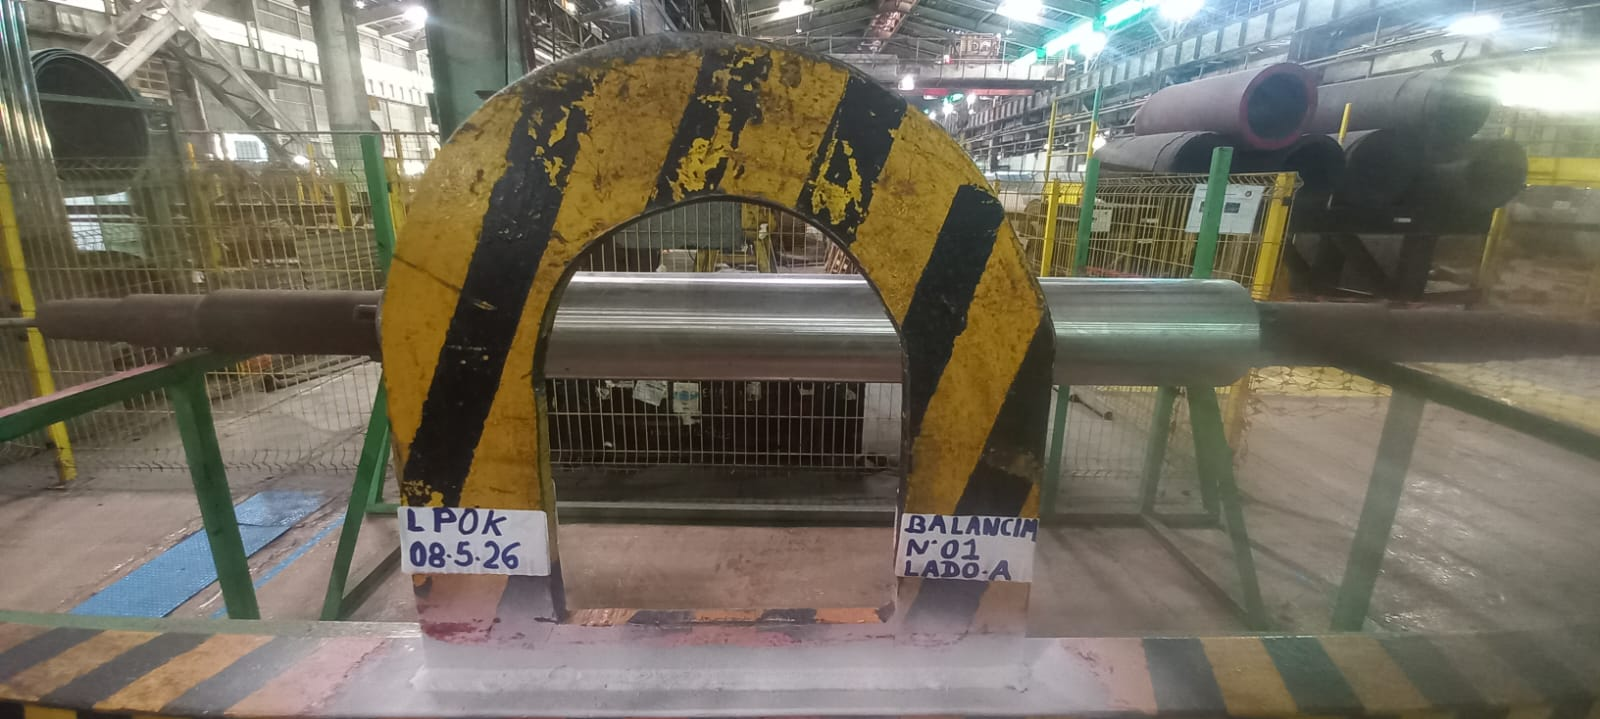 LPOK
08.5.26
BALANCIM
N·01
LADO-A